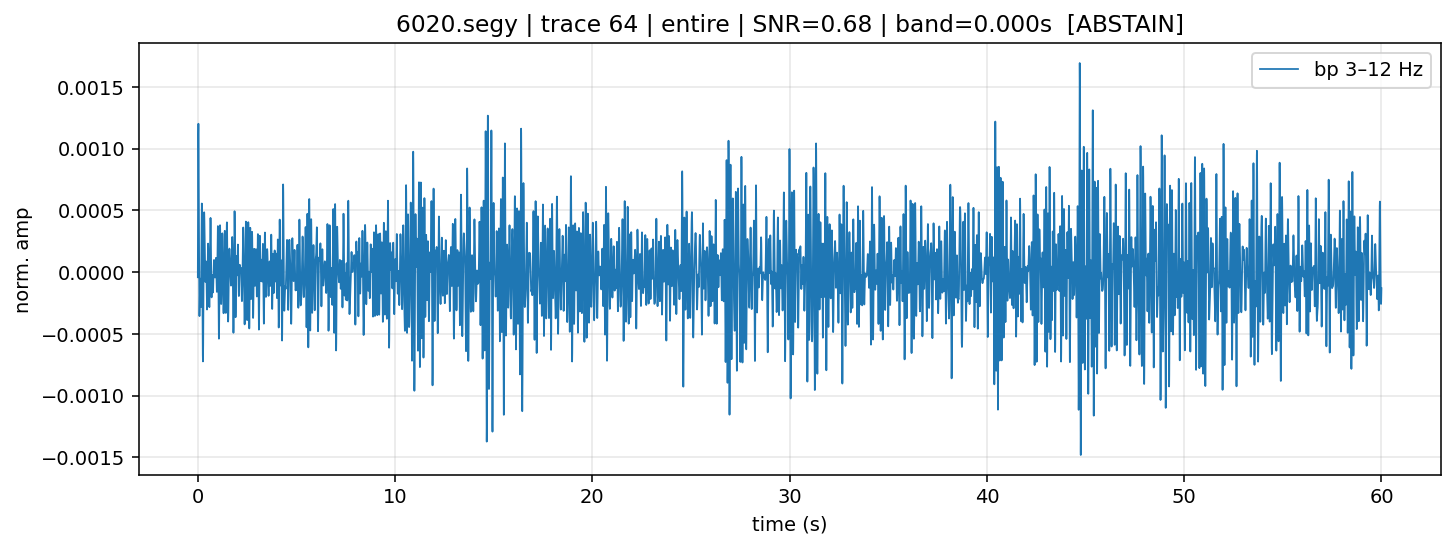 6020.segy | trace 64 | entire | SNR=0.68 | band=0.000s  [ABSTAIN]
bp 3–12 Hz
norm. amp
0.0015
0.0010
0.0005
0.0000
−0.0005
−0.0010
−0.0015
0 10 20 30 40 50 60
time (s)